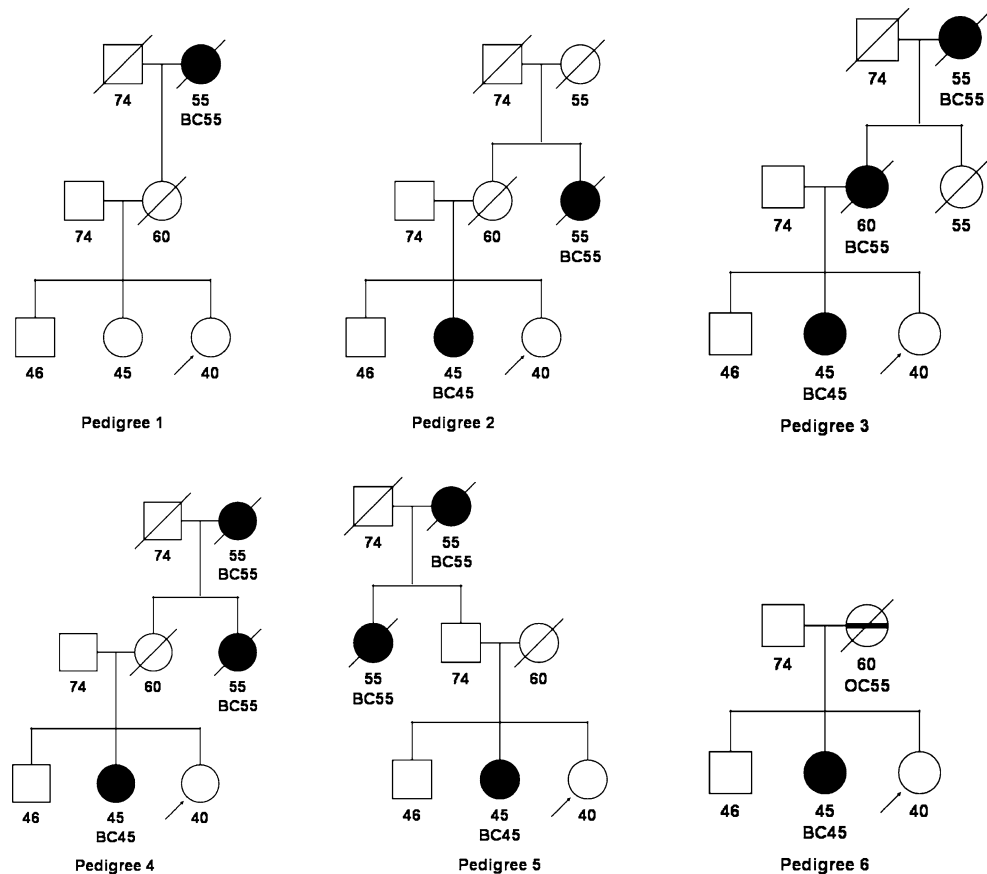 74 55
BC55
74 60
46 45 40
Pedigree 1
74 55
74 60 55
BC55
46 45 40
BC45
Pedigree 2
74 55
BC55
74 60 55
BC55
46 45 40
BC45
Pedigree 3
74 55
BC55
74 60 55
BC55
46 45 40
BC45
Pedigree 4
74 55
BC55
55 74 60
BC55
46 45 40
BC45
Pedigree 5
74 60
OC55
46 45 40
BC45
Pedigree 6